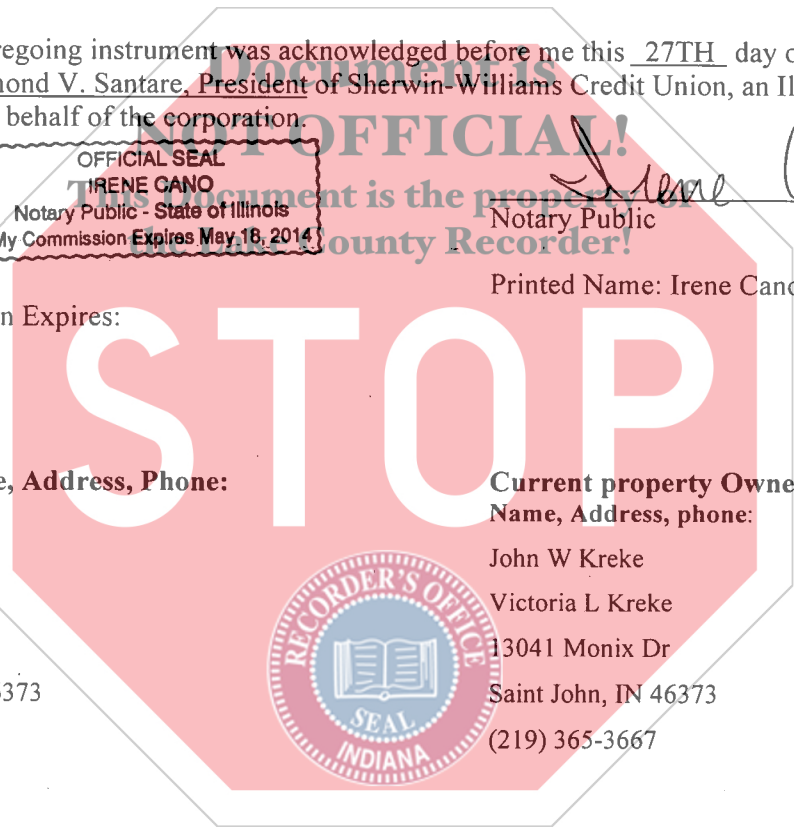 regoing instrument was acknowledged before me this 27TH day o
mond V. Santare, President of Sherwin-Williams Credit Union, an Il
behalf of the corporation.
Document is
NOT OFFICIAL!
This Document is the property of
the Lake County Recorder!
OFFICIAL SEAL
IRENE CANO
Notary Public - State of Illinois
My Commission Expires May 18, 2014
Irene
Notary Public
Printed Name: Irene Cano
n Expires:
STOP
e, Address, Phone:
Current property Owne
Name, Address, phone:
John W Kreke
Victoria L Kreke
13041 Monix Dr
Saint John, IN 46373
(219) 365-3667
373
RECORDER'S OFFICE
SEAL
INDIANA